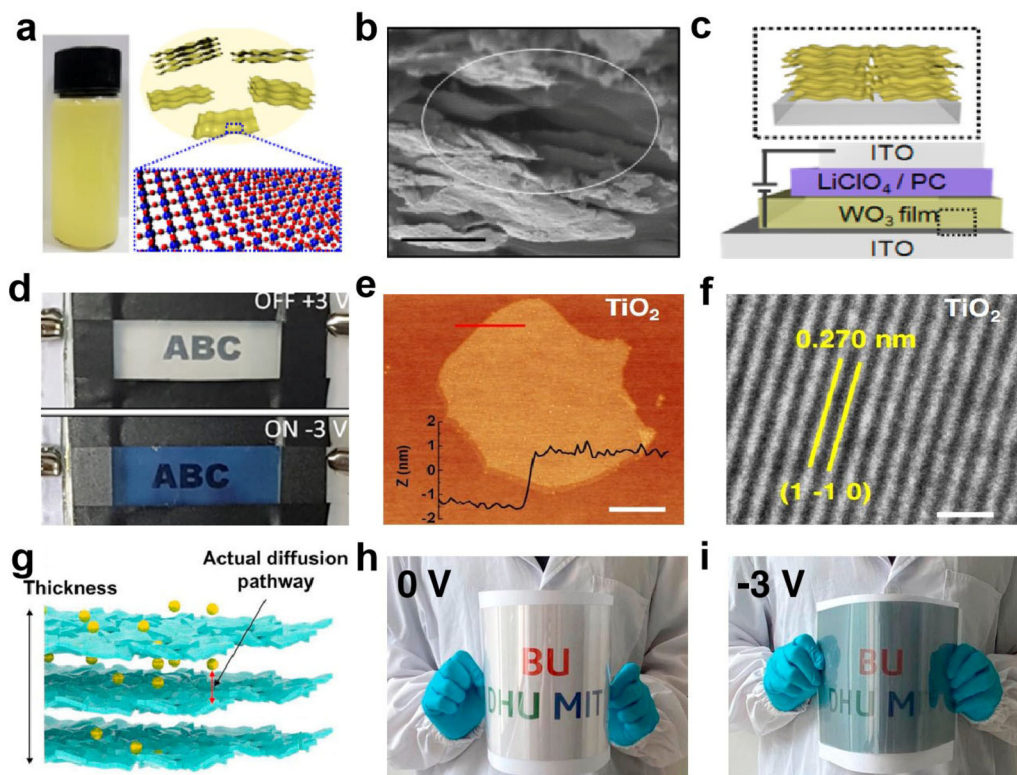 a
b
c
ITO
LiClO4 / PC
WO3 film
ITO
d
OFF +3 V
ABC
ON -3 V
ABC
e
TiO2
Z (nm)
2
1
0
-1
-2
f
TiO2
0.270 nm
(1 -1 0)
g
Thickness
Actual diffusion
pathway
h
0 V
BU
DHU MIT
i
-3 V
BU
DHU M